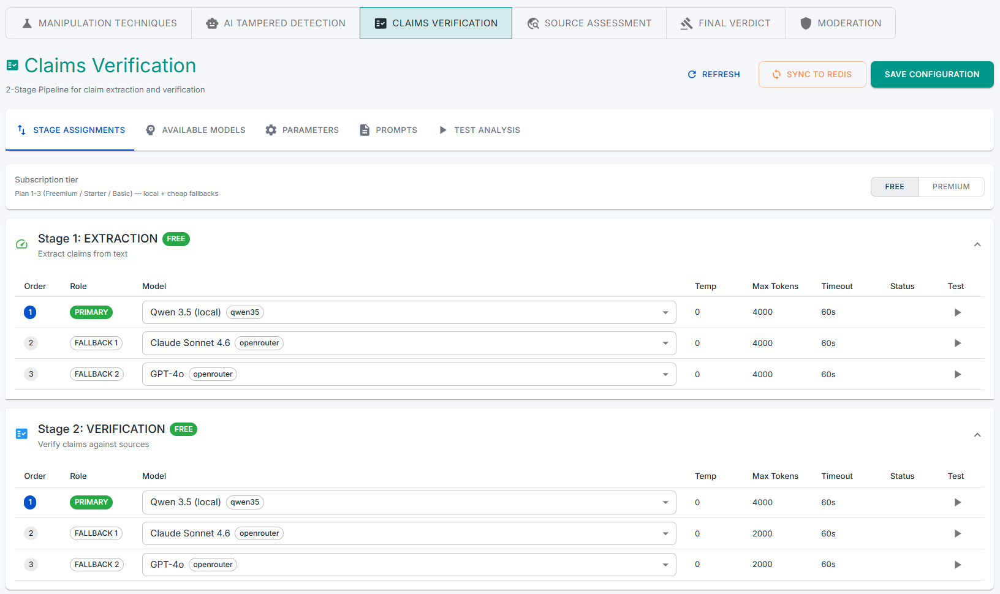 MANIPULATION TECHNIQUES AI TAMPERED DETECTION CLAIMS VERIFICATION SOURCE ASSESSMENT FINAL VERDICT MODERATION
Claims Verification
2-Stage Pipeline for claim extraction and verification
REFRESH SYNC TO REDIS SAVE CONFIGURATION
STAGE ASSIGNMENTS AVAILABLE MODELS PARAMETERS PROMPTS TEST ANALYSIS
Subscription tier
Plan 1-3 (Freemium / Starter / Basic) — local + cheap fallbacks
FREE PREMIUM
Stage 1: EXTRACTION FREE
Extract claims from text
Order Role Model Temp Max Tokens Timeout Status Test
1 PRIMARY Qwen 3.5 (local) qwen35 0 4000 60s
2 FALLBACK 1 Claude Sonnet 4.6 openrouter 0 4000 60s
3 FALLBACK 2 GPT-4o openrouter 0 4000 60s
Stage 2: VERIFICATION FREE
Verify claims against sources
Order Role Model Temp Max Tokens Timeout Status Test
1 PRIMARY Qwen 3.5 (local) qwen35 0 4000 60s
2 FALLBACK 1 Claude Sonnet 4.6 openrouter 0 2000 60s
3 FALLBACK 2 GPT-4o openrouter 0 2000 60s